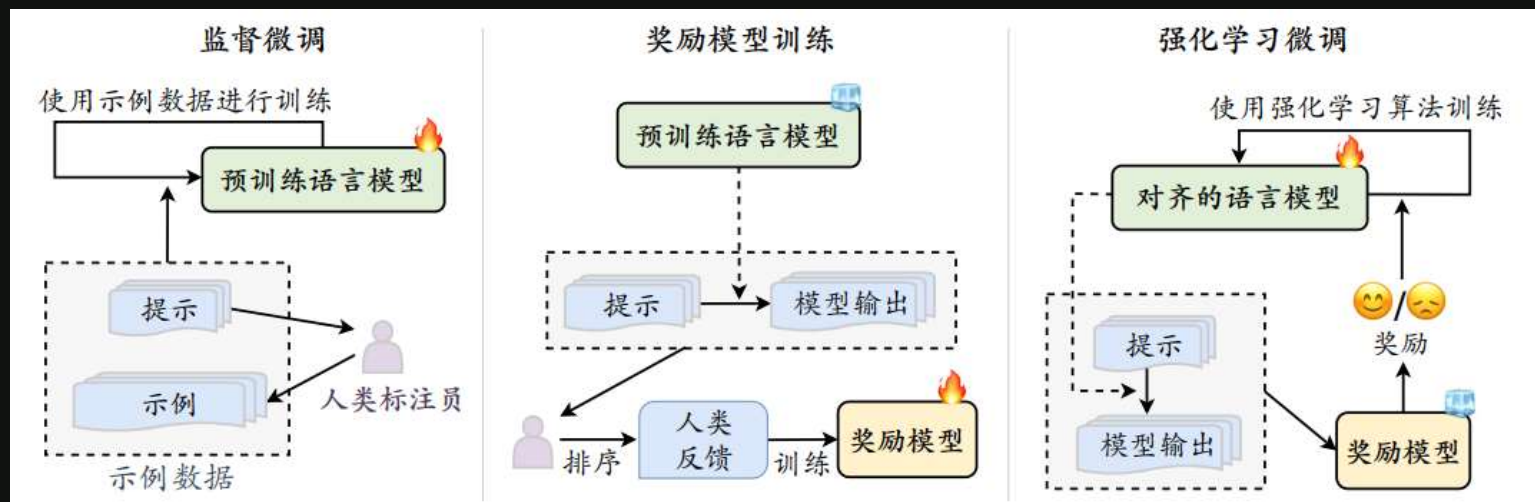 监督微调
使用示例数据进行训练
预训练语言模型
提示
示例
人类标注员
示例数据
奖励模型训练
预训练语言模型
提示
模型输出
排序
人类
反馈
训练
奖励模型
强化学习微调
使用强化学习算法训练
对齐的语言模型
提示
模型输出
/
奖励
奖励模型